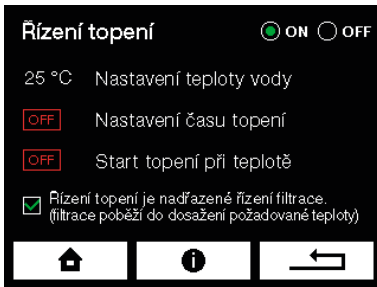 Řízení topení ON OFF
25 °C Nastavení teploty vody
OFF Nastavení času topení
OFF Start topení při teplotě
Řízení topení je nadřazené řízení filtrace.
(filtrace poběží do dosažení požadované teploty)